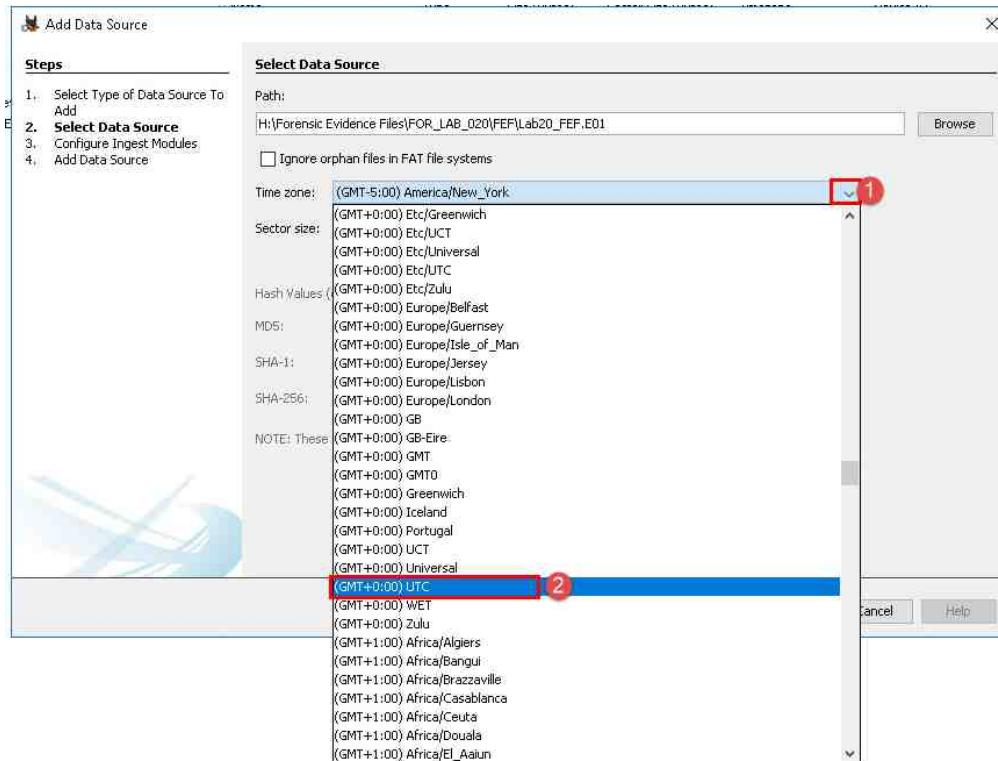 Add Data Source
Steps
1. Select Type of Data Source To
Add
2. Select Data Source
3. Configure Ingest Modules
4. Add Data Source
Select Data Source
Path:
H:\Forensic Evidence Files\FOR_LAB_020\FEF\Lab20_FEF.E01
Browse
Ignore orphan files in FAT file systems
Time zone: (GMT-5:00) America/New_York
1
Sector size:
Hash Values
MD5:
SHA-1:
SHA-256:
NOTE: These
(GMT+0:00) Etc/Greenwich
(GMT+0:00) Etc/UCT
(GMT+0:00) Etc/Universal
(GMT+0:00) Etc/UTC
(GMT+0:00) Etc/Zulu
(GMT+0:00) Europe/Belfast
(GMT+0:00) Europe/Guernsey
(GMT+0:00) Europe/Isle_of_Man
(GMT+0:00) Europe/Jersey
(GMT+0:00) Europe/Lisbon
(GMT+0:00) Europe/London
(GMT+0:00) GB
(GMT+0:00) GB-Eire
(GMT+0:00) GMT
(GMT+0:00) GMT0
(GMT+0:00) Greenwich
(GMT+0:00) Iceland
(GMT+0:00) Portugal
(GMT+0:00) UCT
(GMT+0:00) Universal
(GMT+0:00) UTC 2
(GMT+0:00) WET
(GMT+0:00) Zulu
(GMT+1:00) Africa/Algiers
(GMT+1:00) Africa/Bangui
(GMT+1:00) Africa/Brazzaville
(GMT+1:00) Africa/Casablanca
(GMT+1:00) Africa/Ceuta
(GMT+1:00) Africa/Douala
(GMT+1:00) Africa/El_Aaiun
Cancel
Help